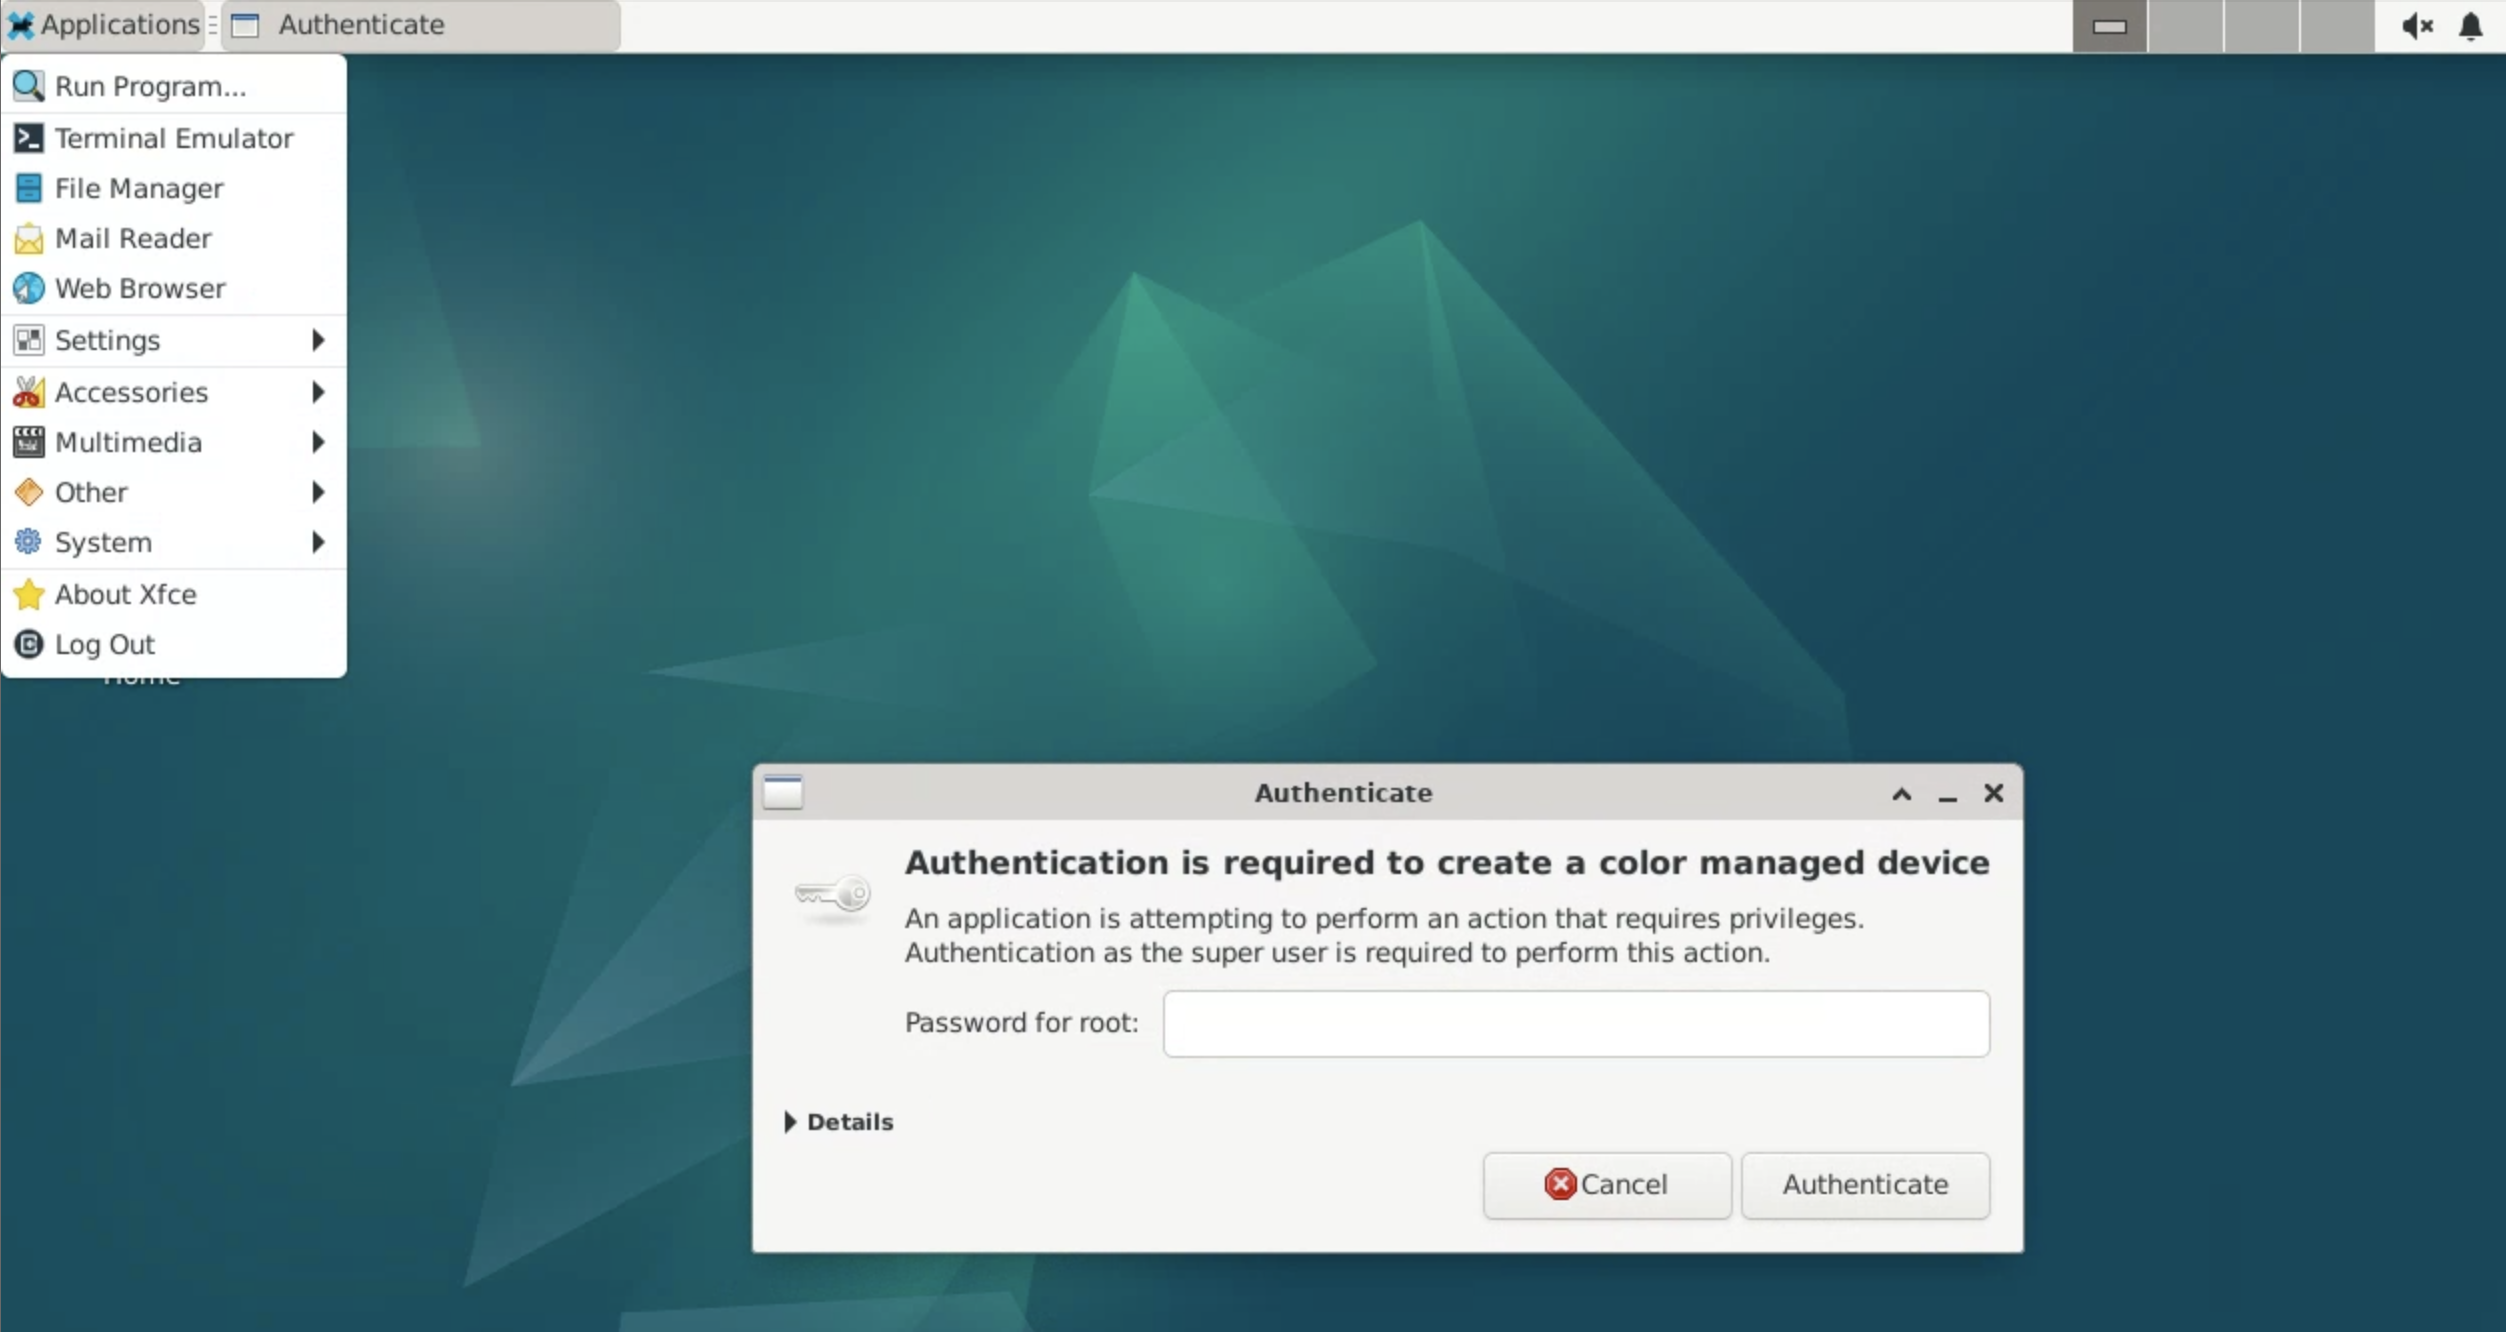 Applications
Authenticate
Run Program...
Terminal Emulator
File Manager
Mail Reader
Web Browser
Settings
Accessories
Multimedia
Other
System
About Xfce
Log Out
Home
Authenticate
Authentication is required to create a color managed device
An application is attempting to perform an action that requires privileges.
Authentication as the super user is required to perform this action.
Password for root:
Details
Cancel
Authenticate